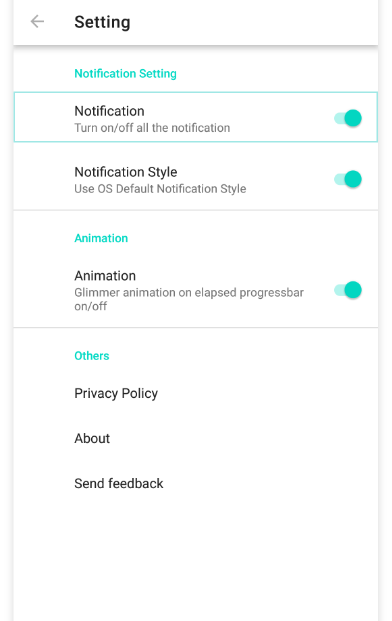 Setting
Notification Setting
Notification
Turn on/off all the notification
Notification Style
Use OS Default Notification Style
Animation
Animation
Glimmer animation on elapsed progressbar
on/off
Others
Privacy Policy
About
Send feedback